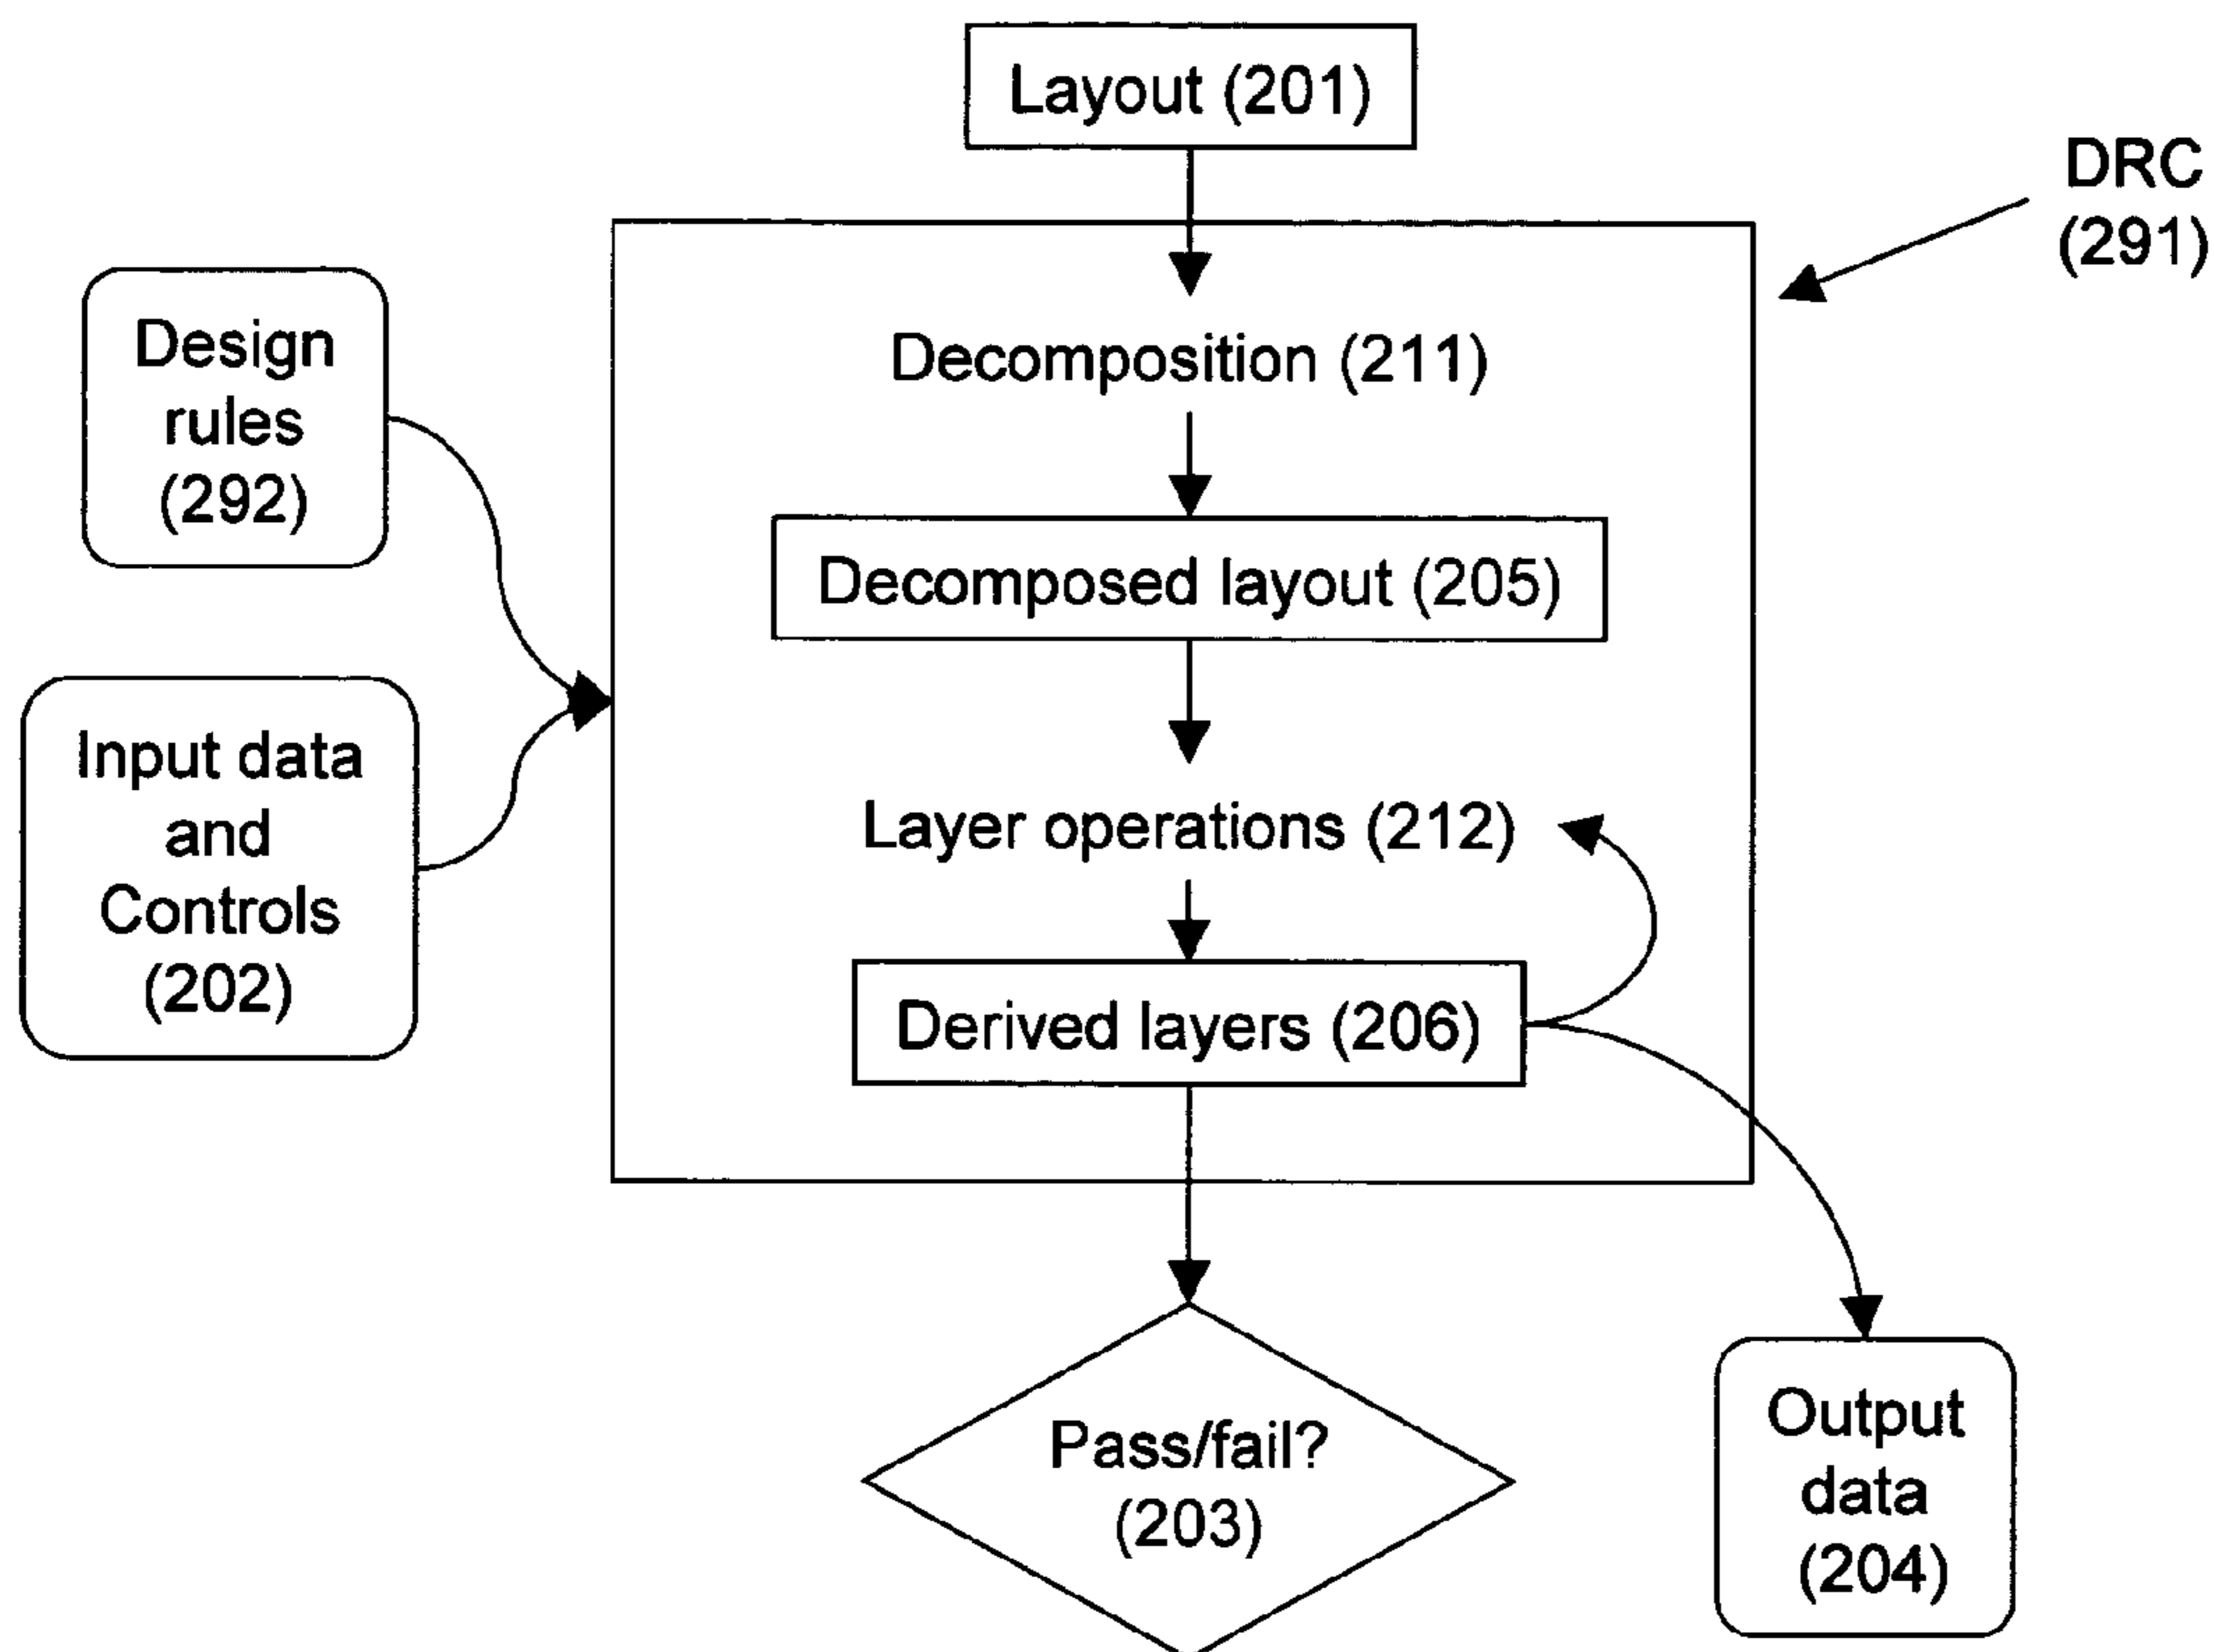 Layout (201)
DRC
(291)
Design
rules
(292)
Decomposition (211)
Decomposed layout (205)
Input data
and
Controls
(202)
Layer operations (212)
Derived layers (206)
Pass/fail?
(203)
Output
data
(204)